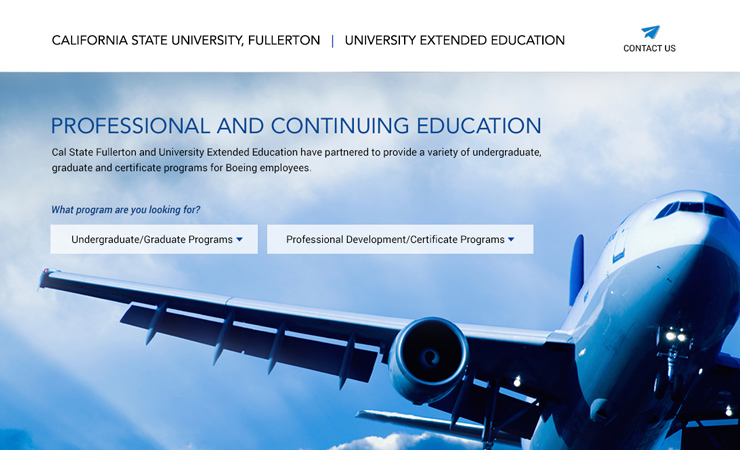 CALIFORNIA STATE UNIVERSITY, FULLERTON | UNIVERSITY EXTENDED EDUCATION
CONTACT US
PROFESSIONAL AND CONTINUING EDUCATION
Cal State Fullerton and University Extended Education have partnered to provide a variety of undergraduate,
graduate and certificate programs for Boeing employees.
What program are you looking for?
Undergraduate/Graduate Programs
Professional Development/Certificate Programs